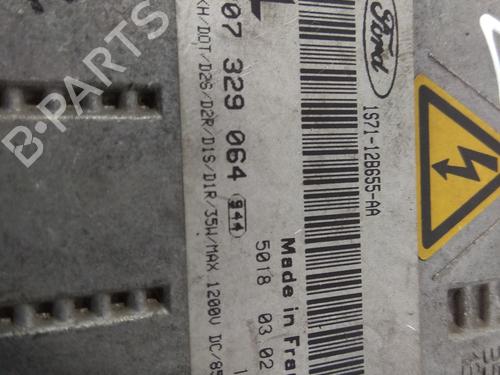 Ford
1S71-12B655-AA
07 329 064 944
KH/DOT/D2S/D2R/D1S/D1R/35W/MAX 1200V DC/85
Made in Fra
5018 03 02
B-PARTS